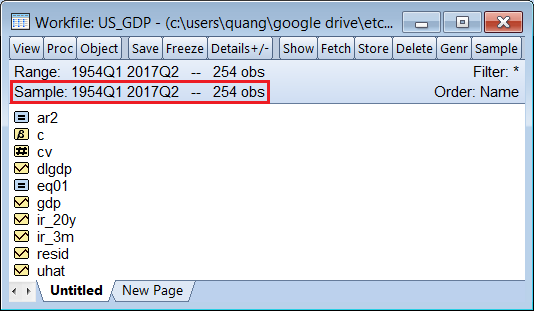 Workfile: US_GDP - (c:\users\quang\google drive\etc...
View Proc Object Save Freeze Details+/- Show Fetch Store Delete Genr Sample
Range: 1954Q1 2017Q2 -- 254 obs Filter: *
Sample: 1954Q1 2017Q2 -- 254 obs Order: Name
= ar2
β c
# cv
dlgdp
= eq01
gdp
ir_20y
ir_3m
resid
uhat
Untitled New Page